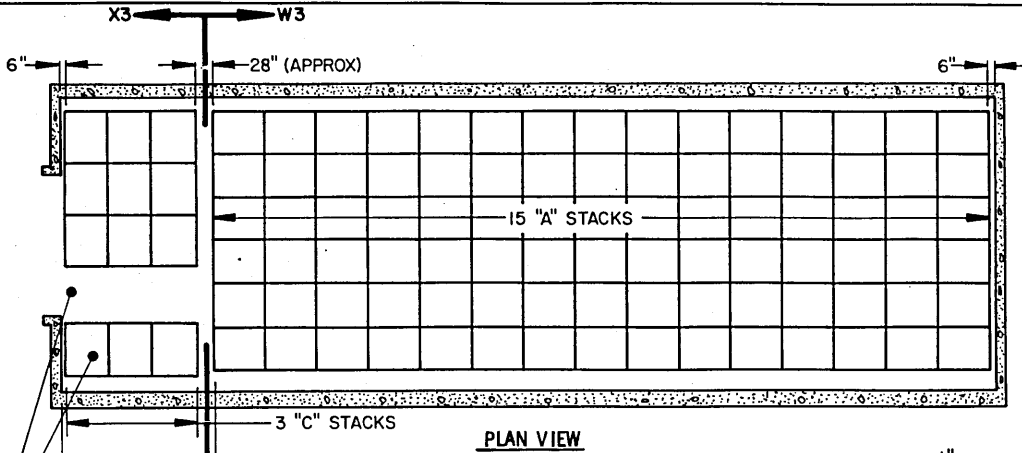 X3 W3
6" 28" (APPROX) 6"
15 "A" STACKS
3 "C" STACKS
PLAN VIEW